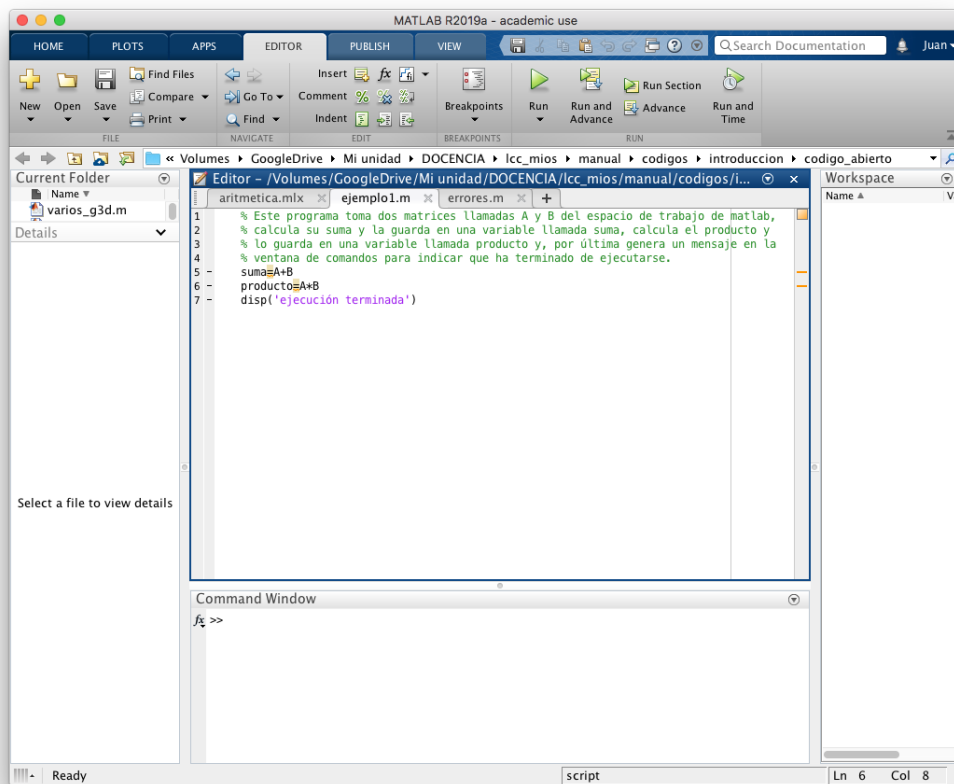 MATLAB R2019a - academic use
HOME PLOTS APPS EDITOR PUBLISH VIEW Search Documentation Juan
New Open Save Find Files Compare Print
FILE
Go To Find
NAVIGATE
Insert fx
Comment %
Indent
EDIT
Breakpoints
BREAKPOINTS
Run Run and Advance Run Section Advance Run and Time
RUN
« Volumes GoogleDrive Mi unidad DOCENCIA lcc_mios manual codigos introduccion codigo_abierto
Current Folder
Name
varios_g3d.m
Details
Select a file to view details
Editor - /Volumes/GoogleDrive/Mi unidad/DOCENCIA/lcc_mios/manual/codigos/i...
aritmetica.mlx ejemplo1.m errores.m +
1 % Este programa toma dos matrices llamadas A y B del espacio de trabajo de matlab,
2 % calcula su suma y la guarda en una variable llamada suma, calcula el producto y
3 % lo guarda en una variable llamada producto y, por última genera un mensaje en la
4 % ventana de comandos para indicar que ha terminado de ejecutarse.
5 - suma=A+B
6 - producto=A*B
7 - disp('ejecución terminada')
Command Window
fx >>
Workspace
Name V
Ready
script
Ln 6 Col 8